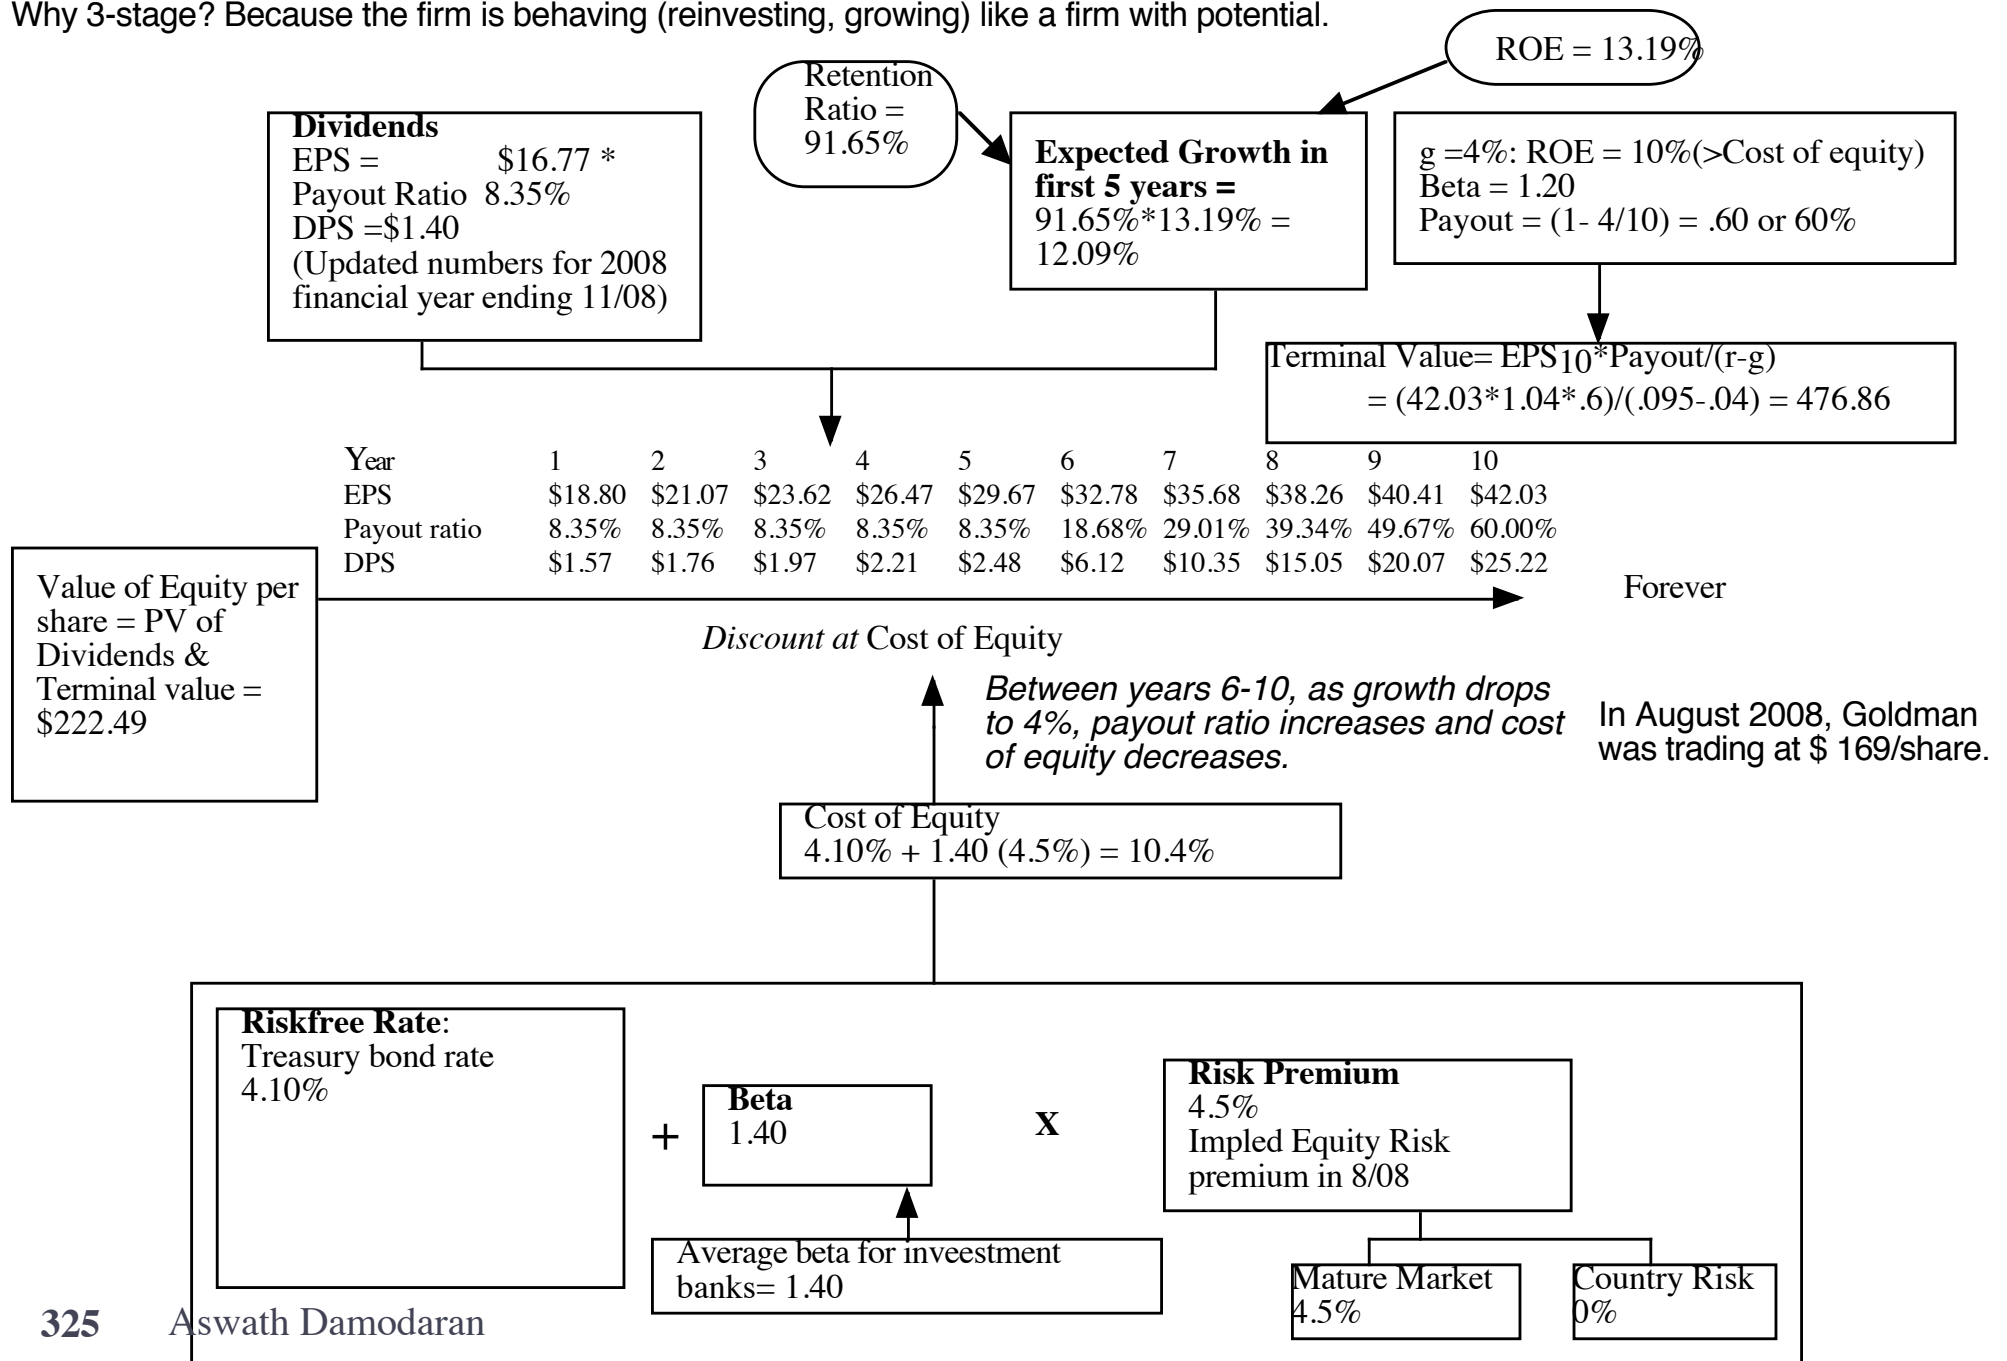 Why 3-stage? Because the firm is behaving (reinvesting, growing) like a firm with potential.
ROE = 13.19%
Retention
Ratio =
91.65%
Dividends
EPS = $16.77 *
Payout Ratio 8.35%
DPS =$1.40
(Updated numbers for 2008
financial year ending 11/08)
Expected Growth in
first 5 years =
91.65%*13.19% =
12.09%
g =4%: ROE = 10%(>Cost of equity)
Beta = 1.20
Payout = (1- 4/10) = .60 or 60%
Terminal Value= EPS10*Payout/(r-g)
= (42.03*1.04*.6)/(.095-.04) = 476.86
Year 1 2 3 4 5 6 7 8 9 10
EPS $18.80 $21.07 $23.62 $26.47 $29.67 $32.78 $35.68 $38.26 $40.41 $42.03
Payout ratio 8.35% 8.35% 8.35% 8.35% 8.35% 18.68% 29.01% 39.34% 49.67% 60.00%
DPS $1.57 $1.76 $1.97 $2.21 $2.48 $6.12 $10.35 $15.05 $20.07 $25.22
Value of Equity per
share = PV of
Dividends &
Terminal value =
$222.49
Forever
Discount at Cost of Equity
Between years 6-10, as growth drops
to 4%, payout ratio increases and cost
of equity decreases.
In August 2008, Goldman
was trading at $ 169/share.
Cost of Equity
4.10% + 1.40 (4.5%) = 10.4%
Riskfree Rate:
Treasury bond rate
4.10%
+
Beta
1.40
X
Risk Premium
4.5%
Impled Equity Risk
premium in 8/08
Average beta for inveestment
banks= 1.40
Mature Market
4.5%
Country Risk
0%
325 Aswath Damodaran